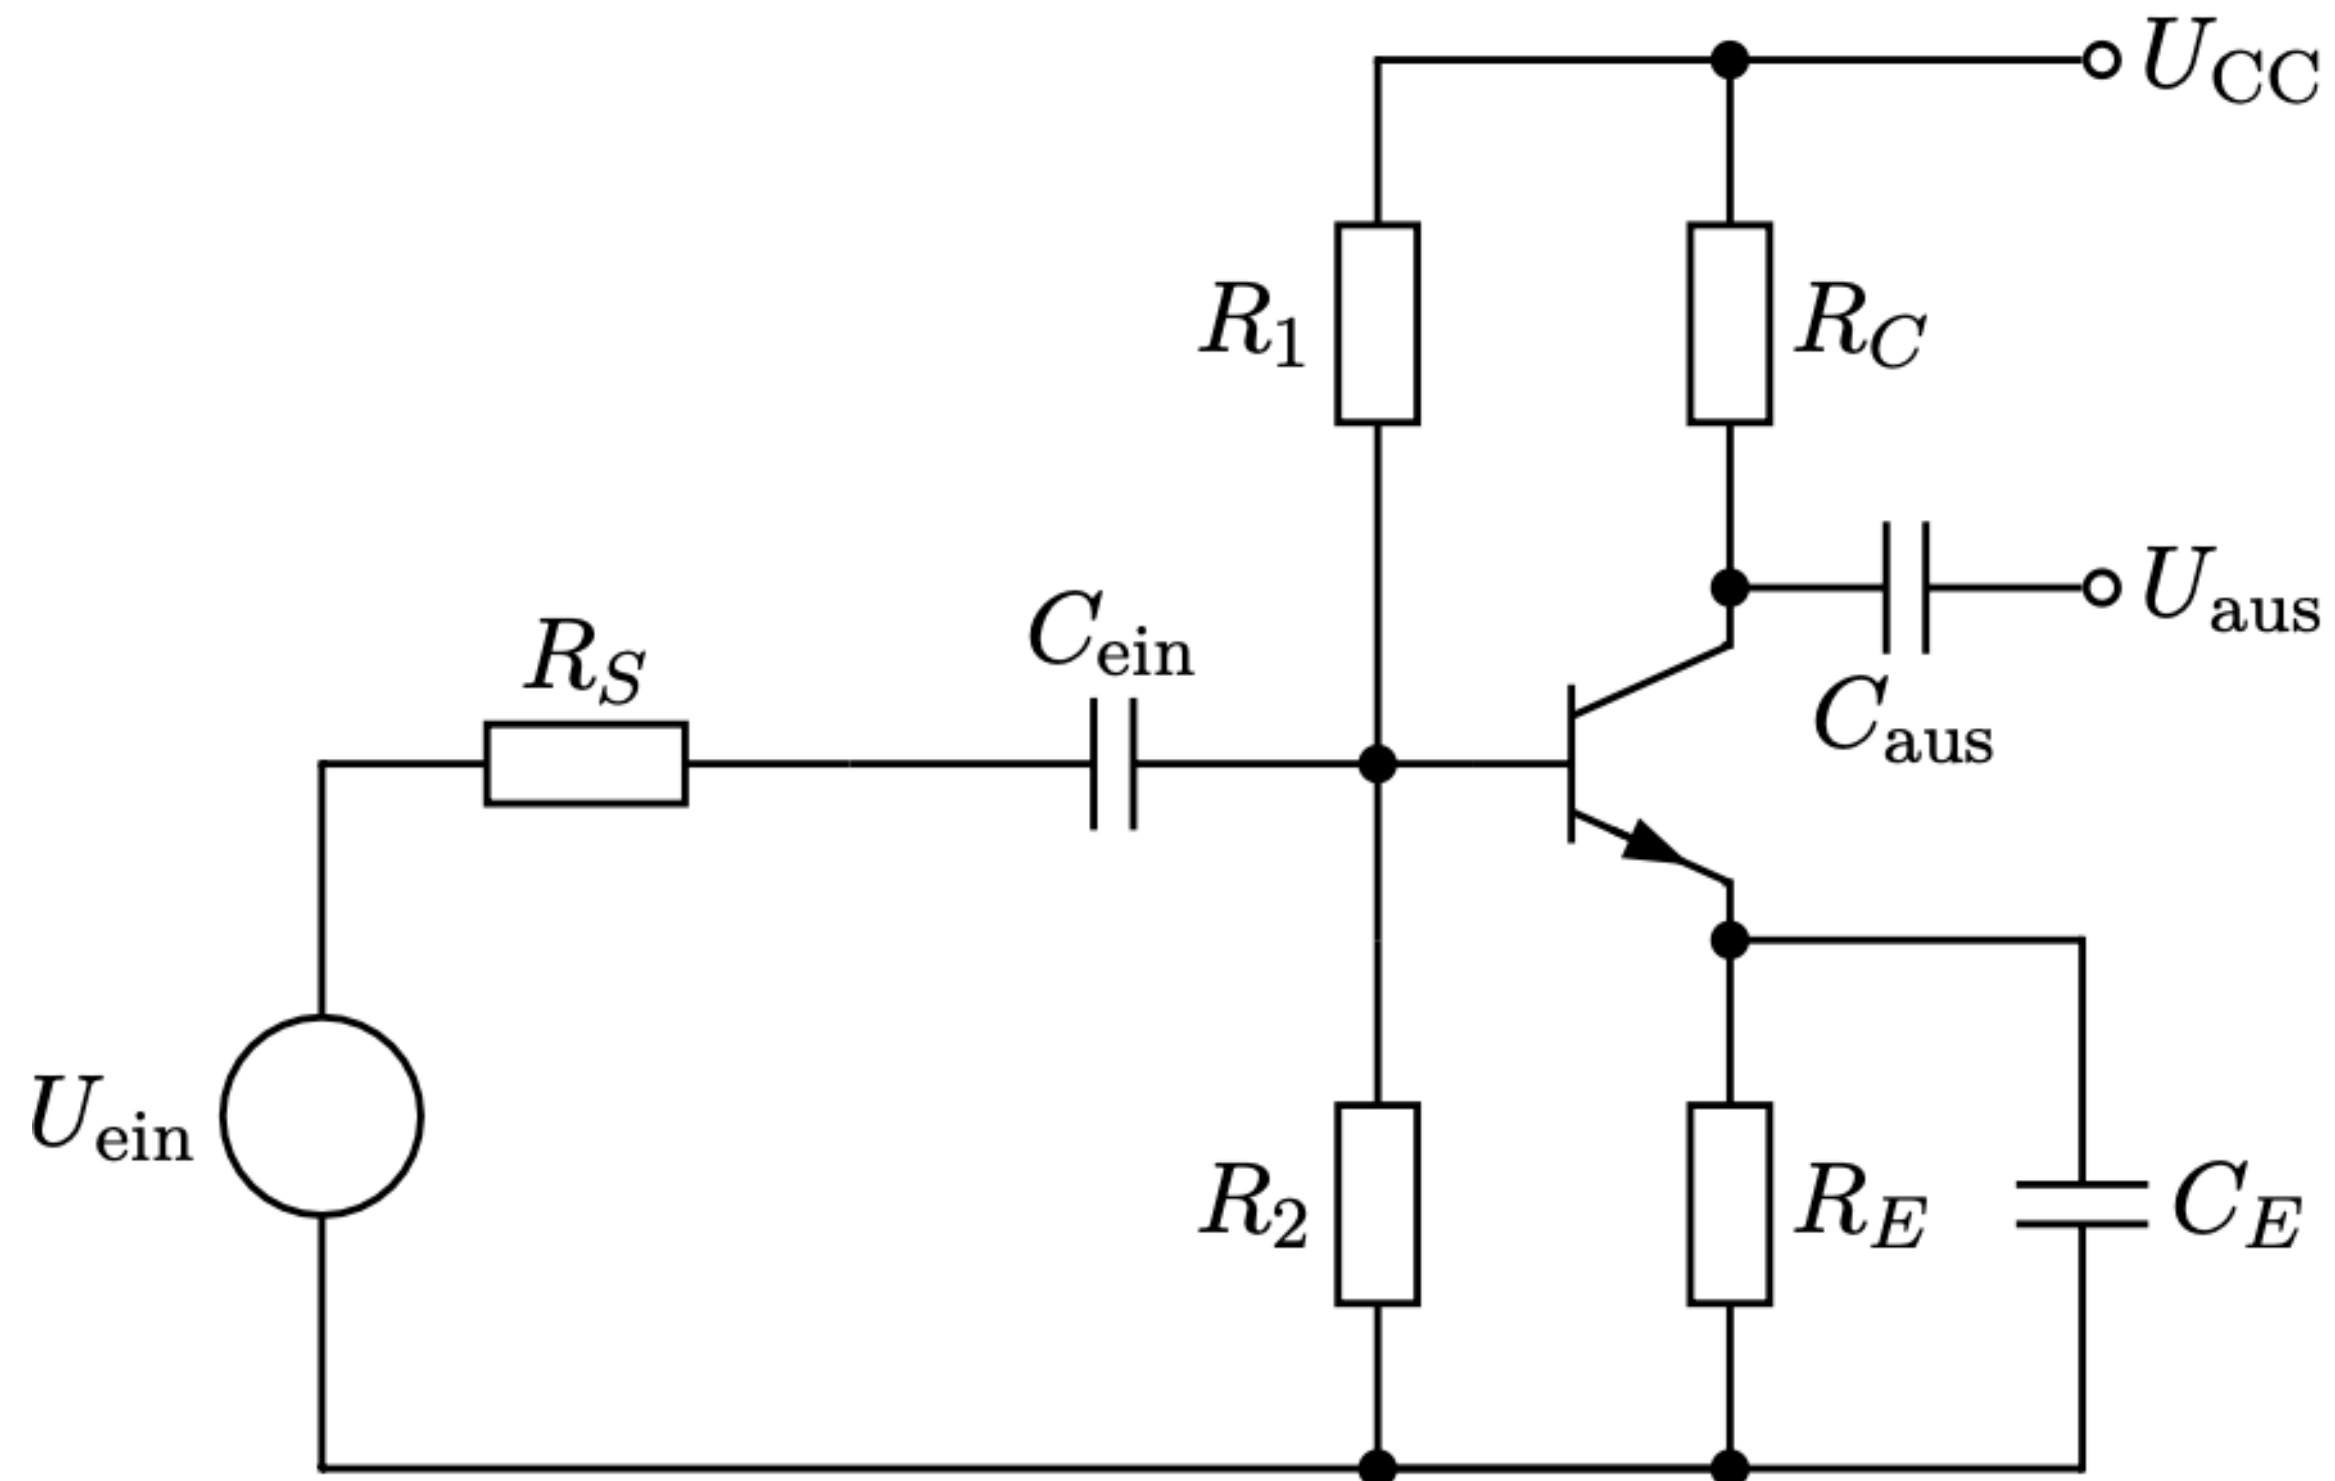 U_CC
R_1
R_C
U_aus
C_ein
R_S
C_aus
U_ein
R_2
R_E
C_E